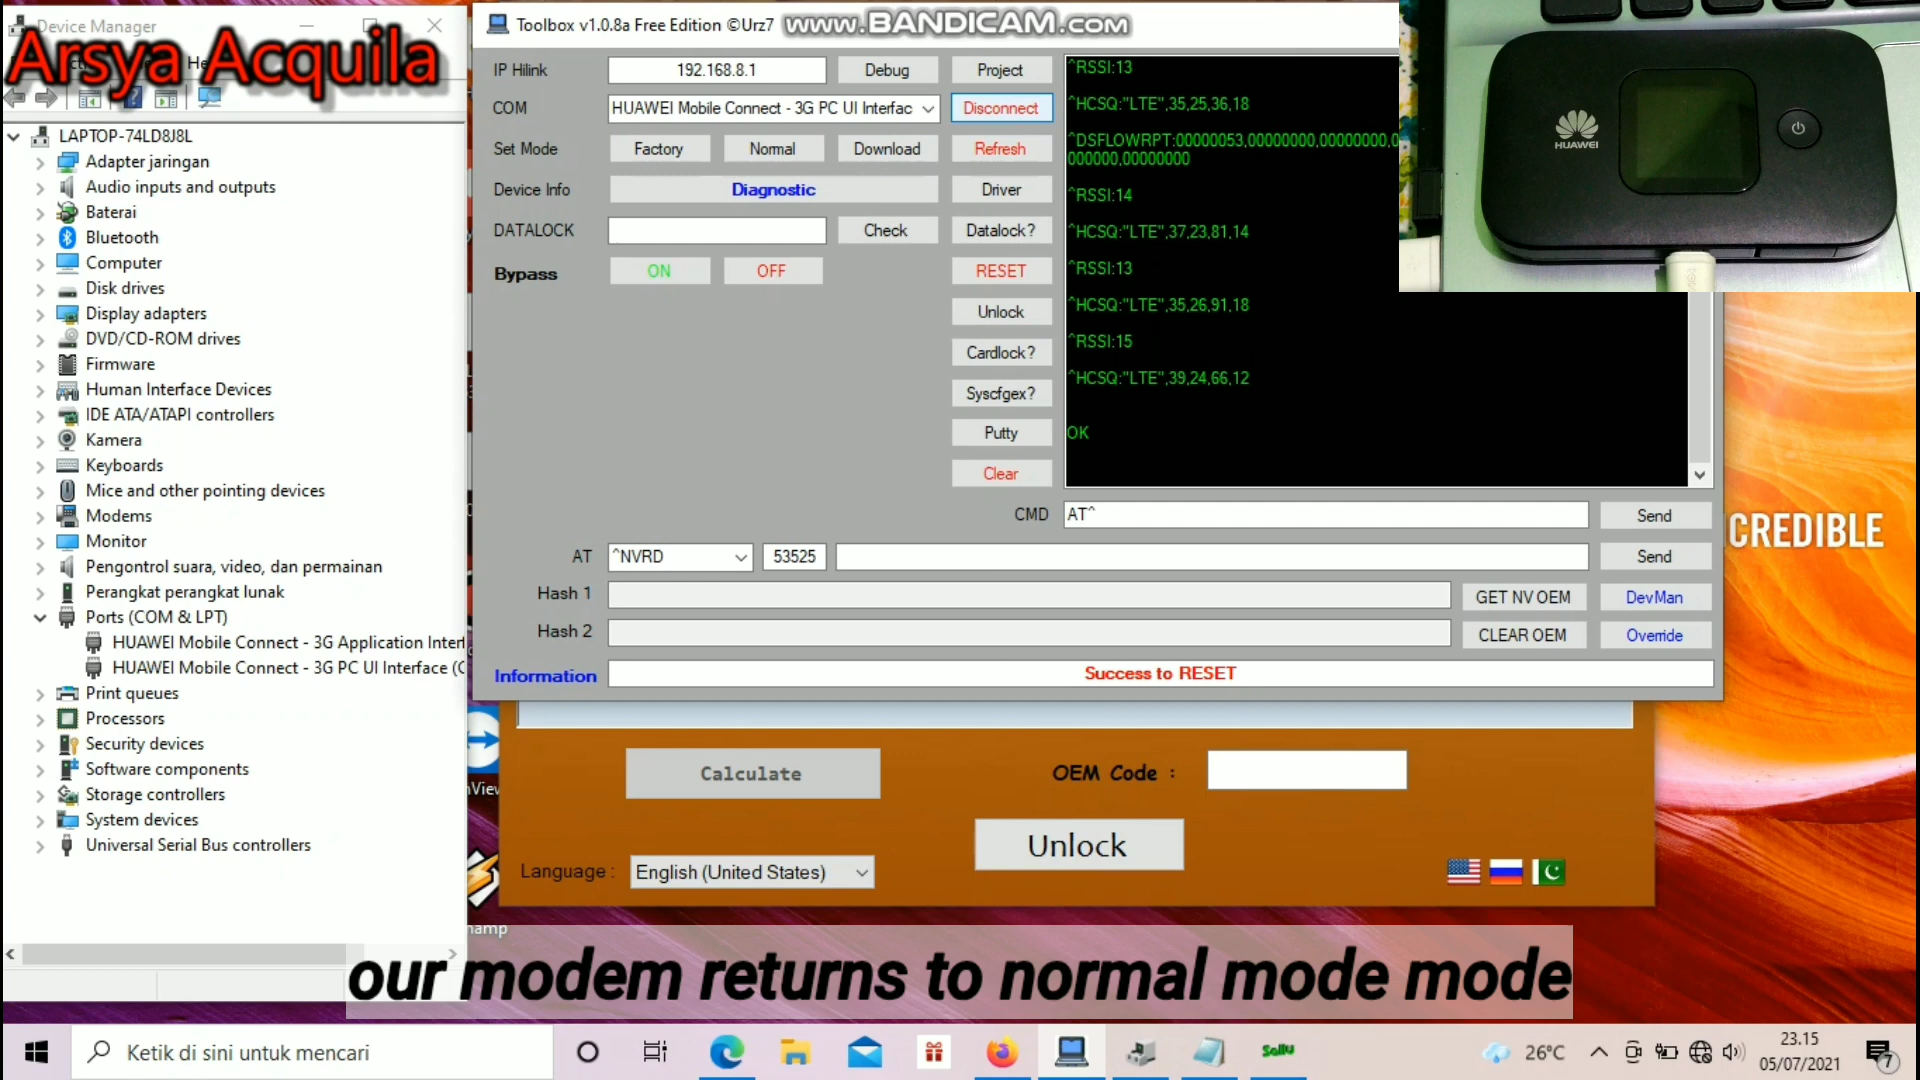 Device Manager
Arsya Acquila
LAPTOP-74LD8J8L
Adapter jaringan
Audio inputs and outputs
Baterai
Bluetooth
Computer
Disk drives
Display adapters
DVD/CD-ROM drives
Firmware
Human Interface Devices
IDE ATA/ATAPI controllers
Kamera
Keyboards
Mice and other pointing devices
Modems
Monitor
Pengontrol suara, video, dan permainan
Perangkat perangkat lunak
Ports (COM & LPT)
HUAWEI Mobile Connect - 3G Application Inter
HUAWEI Mobile Connect - 3G PC UI Interface (C
Print queues
Processors
Security devices
Software components
Storage controllers
System devices
Universal Serial Bus controllers
Toolbox v1.0.8a Free Edition ©Urz7
www.BANDICAM.com
IP Hilink 192.168.8.1 Debug Project
COM HUAWEI Mobile Connect - 3G PC UI Interfac Disconnect
Set Mode Factory Normal Download Refresh
Device Info Diagnostic Driver
DATALOCK Check Datalock?
Bypass ON OFF RESET
Unlock
Cardlock?
Syscfgex?
Putty
Clear
^RSSI:13
^HCSQ:"LTE",35,25,36,18
^DSFLOWRPT:00000053,00000000,00000000,0
000000,00000000
^RSSI:14
^HCSQ:"LTE",37,23,81,14
^RSSI:13
^HCSQ:"LTE",35,26,91,18
^RSSI:15
^HCSQ:"LTE",39,24,66,12
OK
CMD AT^ Send
AT ^NVRD 53525 Send
Hash 1 GET NV OEM DevMan
Hash 2 CLEAR OEM Override
Information Success to RESET
HUAWEI
CREDIBLE
Calculate OEM Code :
Unlock
Language : English (United States)
nView
amp
our modem returns to normal mode mode
Ketik di sini untuk mencari
26°C
23.15
05/07/2021
7